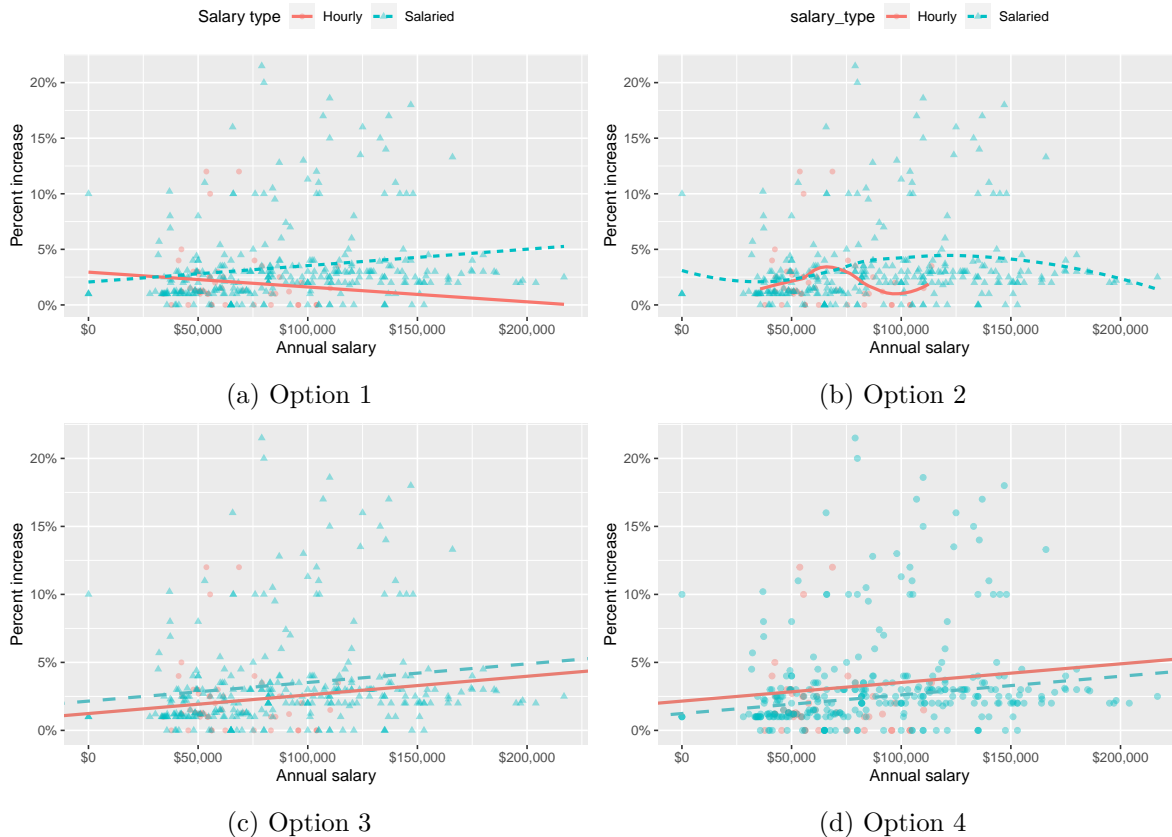 Salary type Hourly Salaried
salary_type Hourly Salaried
Percent increase
20%
15%
10%
5%
0%
$0 $50,000 $100,000 $150,000 $200,000
Annual salary
(a) Option 1
Percent increase
20%
15%
10%
5%
0%
$0 $50,000 $100,000 $150,000 $200,000
Annual salary
(b) Option 2
Percent increase
20%
15%
10%
5%
0%
$0 $50,000 $100,000 $150,000 $200,000
Annual salary
(c) Option 3
Percent increase
20%
15%
10%
5%
0%
$0 $50,000 $100,000 $150,000 $200,000
Annual salary
(d) Option 4